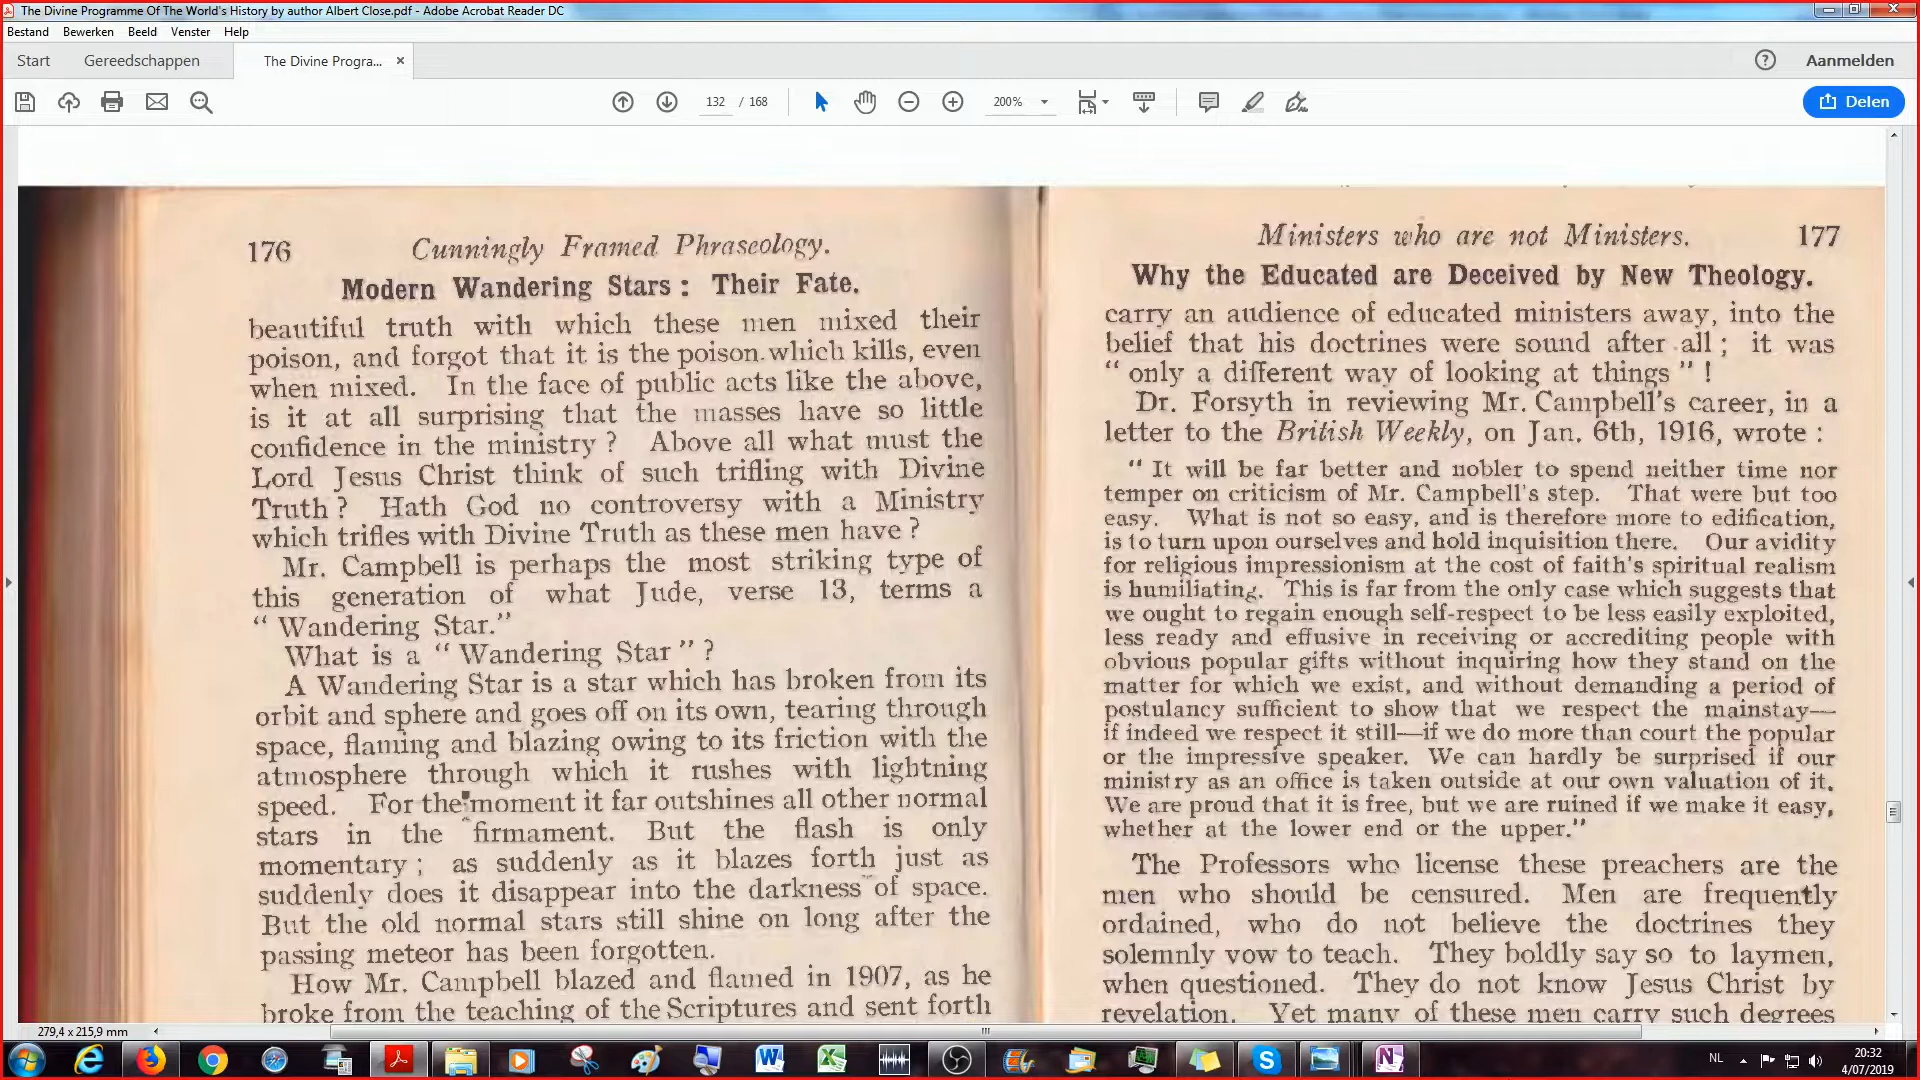 The Divine Programme Of The World's History by author Albert Close.pdf - Adobe Acrobat Reader DC
Bestand Bewerken Beeld Venster Help
Start Gereedschappen The Divine Progra... Aanmelden
132 / 168 200% Delen
176 Cunningly Framed Phraseology.
Modern Wandering Stars : Their Fate.
beautiful truth with which these men mixed their
poison, and forgot that it is the poison which kills, even
when mixed. In the face of public acts like the above,
is it at all surprising that the masses have so little
confidence in the ministry ? Above all what must the
Lord Jesus Christ think of such trifling with Divine
Truth ? Hath God no controversy with a Ministry
which trifles with Divine Truth as these men have ?
Mr. Campbell is perhaps the most striking type of
this generation of what Jude, verse 13, terms a
“ Wandering Star.”
What is a “ Wandering Star ” ?
A Wandering Star is a star which has broken from its
orbit and sphere and goes off on its own, tearing through
space, flaming and blazing owing to its friction with the
atmosphere through which it rushes with lightning
speed. For the moment it far outshines all other normal
stars in the firmament. But the flash is only
momentary ; as suddenly as it blazes forth just as
suddenly does it disappear into the darkness of space.
But the old normal stars still shine on long after the
passing meteor has been forgotten.
How Mr. Campbell blazed and flamed in 1907, as he
broke from the teaching of the Scriptures and sent forth
Ministers who are not Ministers. 177
Why the Educated are Deceived by New Theology.
carry an audience of educated ministers away, into the
belief that his doctrines were sound after all ; it was
“ only a different way of looking at things ” !
Dr. Forsyth in reviewing Mr. Campbell's career, in a
letter to the British Weekly, on Jan. 6th, 1916, wrote :
“ It will be far better and nobler to spend neither time nor
temper on criticism of Mr. Campbell's step. That were but too
easy. What is not so easy, and is therefore more to edification,
is to turn upon ourselves and hold inquisition there. Our avidity
for religious impressionism at the cost of faith's spiritual realism
is humiliating. This is far from the only case which suggests that
we ought to regain enough self-respect to be less easily exploited,
less ready and effusive in receiving or accrediting people with
obvious popular gifts without inquiring how they stand on the
matter for which we exist, and without demanding a period of
postulancy sufficient to show that we respect the mainstay—
if indeed we respect it still—if we do more than court the popular
or the impressive speaker. We can hardly be surprised if our
ministry as an office is taken outside at our own valuation of it.
We are proud that it is free, but we are ruined if we make it easy,
whether at the lower end or the upper.”
The Professors who license these preachers are the
men who should be censured. Men are frequently
ordained, who do not believe the doctrines they
solemnly vow to teach. They boldly say so to laymen,
when questioned. They do not know Jesus Christ by
revelation. Yet many of these men carry such degrees
279,4 x 215,9 mm
NL 20:32
4/07/2019